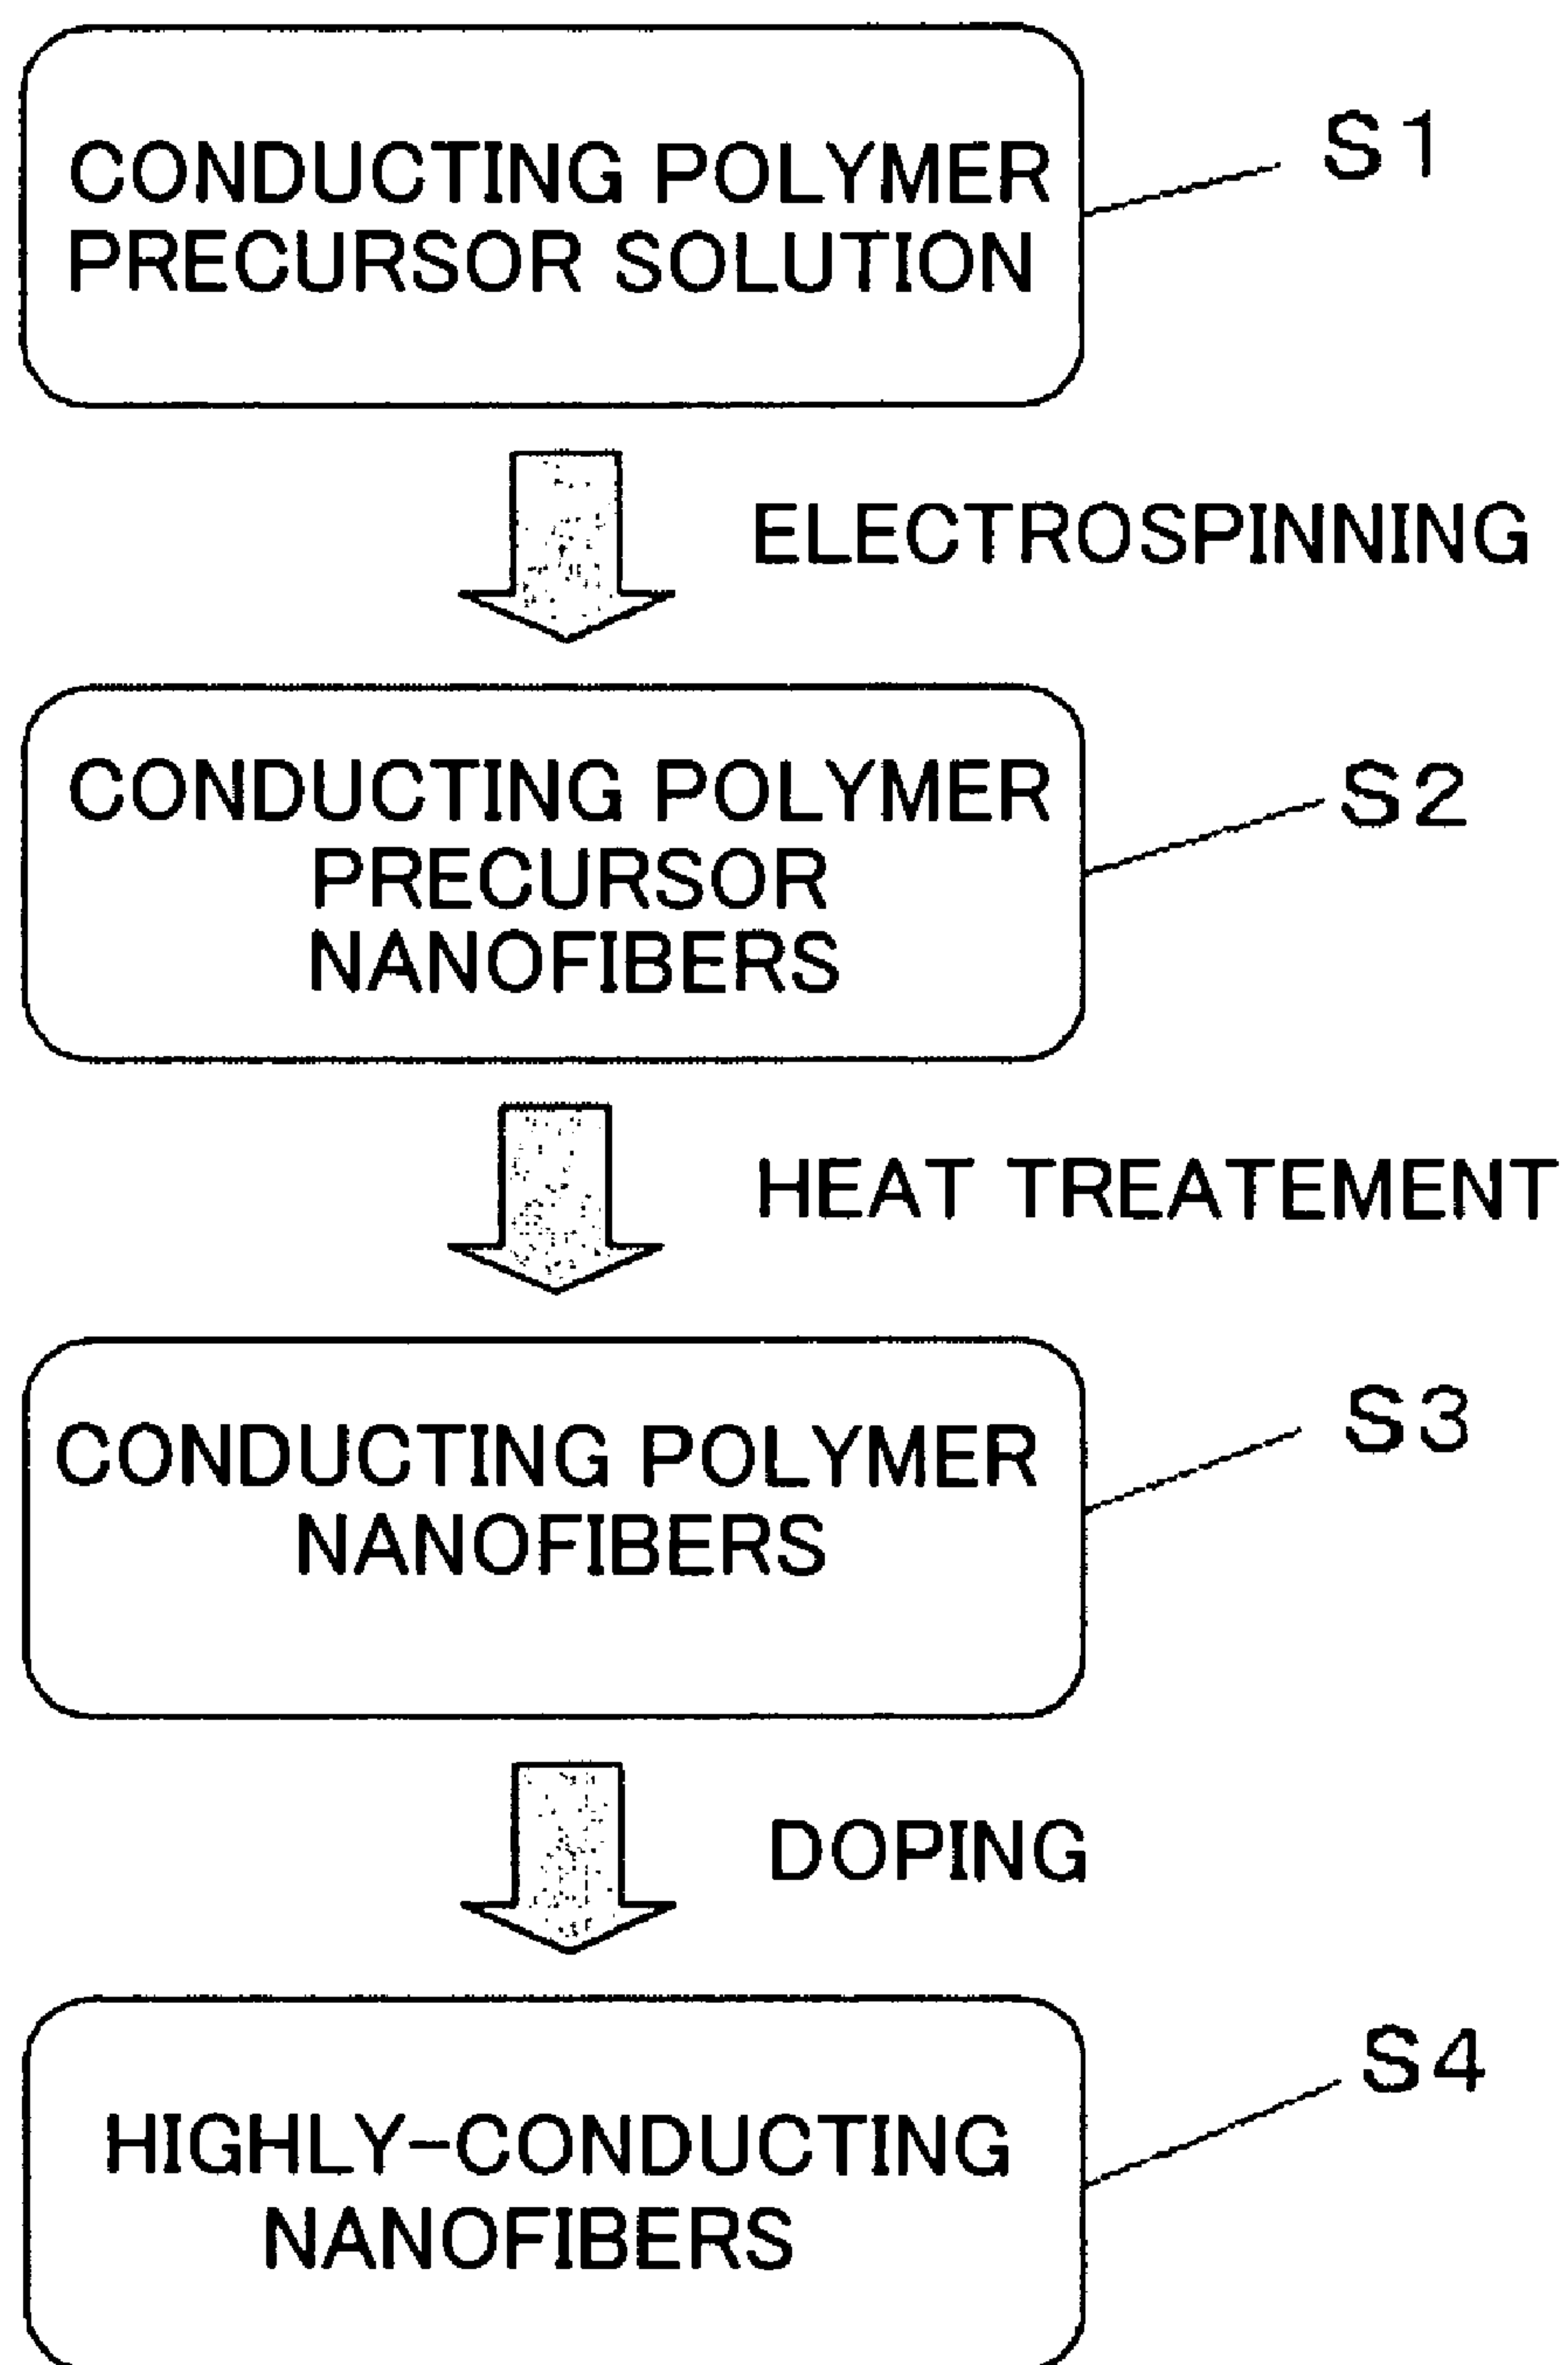 CONDUCTING POLYMER
PRECURSOR SOLUTION
S1
ELECTROSPINNING
CONDUCTING POLYMER
PRECURSOR
NANOFIBERS
S2
HEAT TREATEMENT
CONDUCTING POLYMER
NANOFIBERS
S3
DOPING
HIGHLY-CONDUCTING
NANOFIBERS
S4